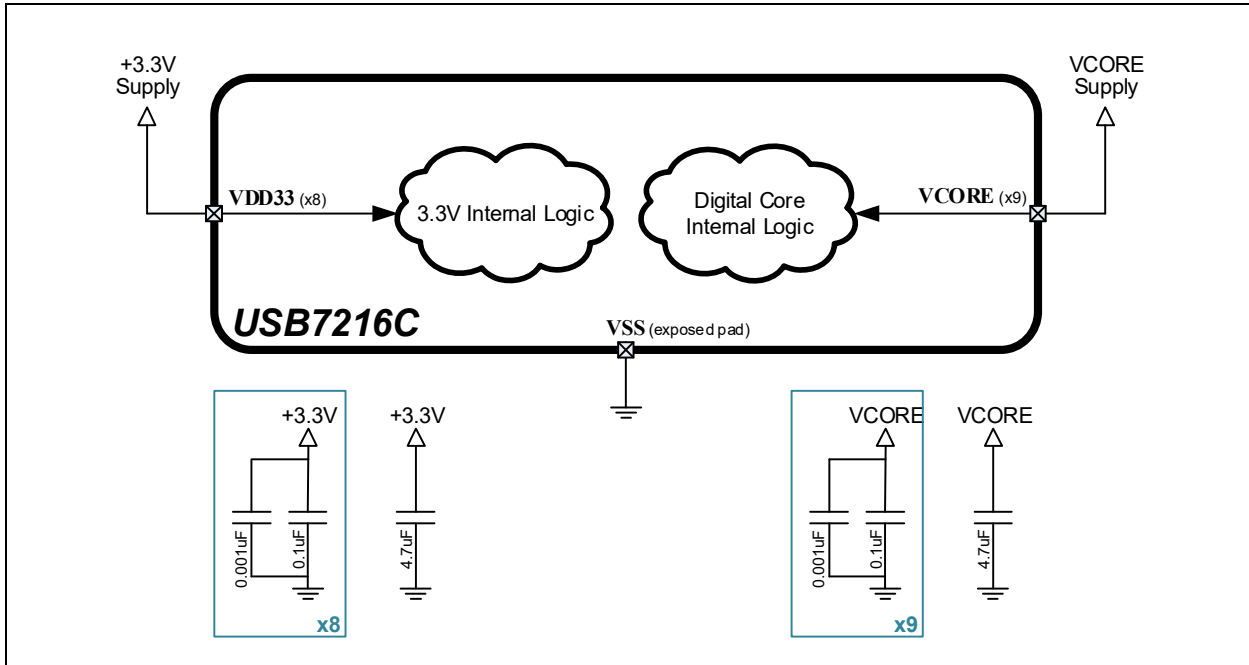 +3.3V
Supply
VCORE
Supply
VDD33 (x8)
3.3V Internal Logic
Digital Core
Internal Logic
VCORE (x9)
USB7216C
VSS (exposed pad)
+3.3V
+3.3V
VCORE
VCORE
0.001uF
0.1uF
4.7uF
0.001uF
0.1uF
4.7uF
x8
x9